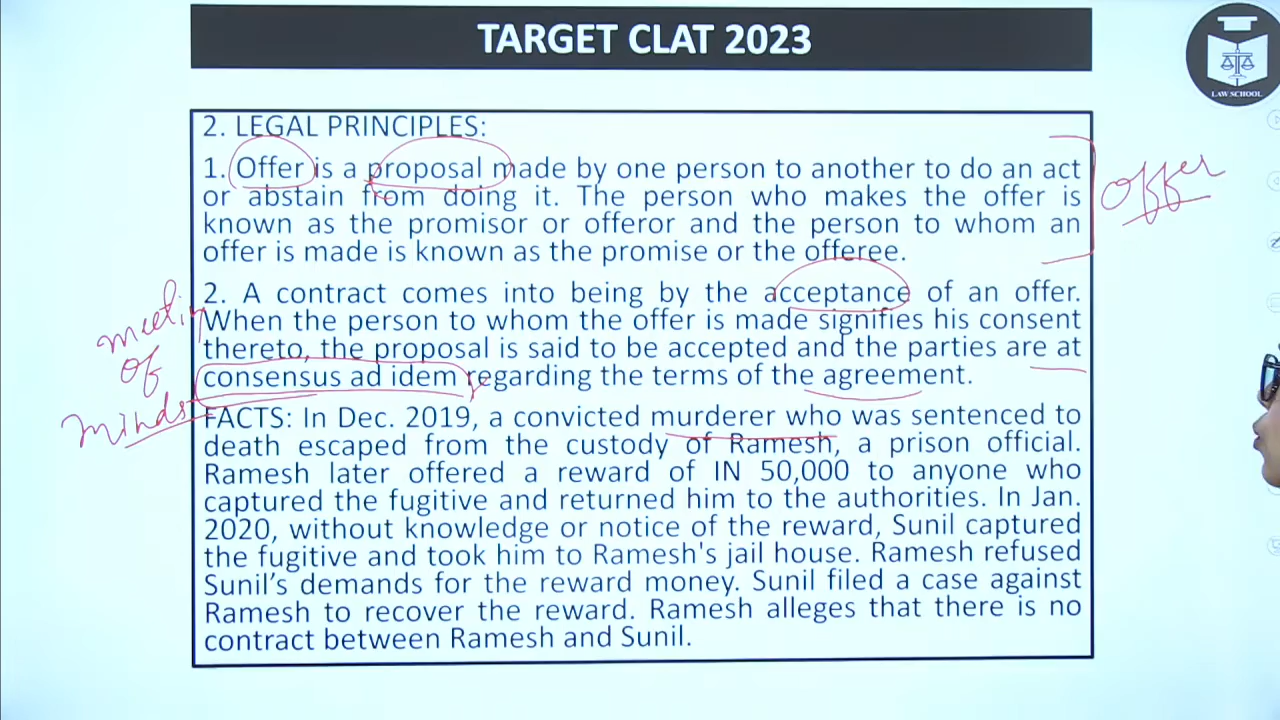 TARGET CLAT 2023
LAW SCHOOL
2. LEGAL PRINCIPLES:
1. Offer is a proposal made by one person to another to do an act
or abstain from doing it. The person who makes the offer is
known as the promisor or offeror and the person to whom an
offer is made is known as the promise or the offeree.
Offer
2. A contract comes into being by the acceptance of an offer.
When the person to whom the offer is made signifies his consent
thereto, the proposal is said to be accepted and the parties are at
consensus ad idem regarding the terms of the agreement.
meeting
of
minds
FACTS: In Dec. 2019, a convicted murderer who was sentenced to
death escaped from the custody of Ramesh, a prison official.
Ramesh later offered a reward of IN 50,000 to anyone who
captured the fugitive and returned him to the authorities. In Jan.
2020, without knowledge or notice of the reward, Sunil captured
the fugitive and took him to Ramesh's jail house. Ramesh refused
Sunil’s demands for the reward money. Sunil filed a case against
Ramesh to recover the reward. Ramesh alleges that there is no
contract between Ramesh and Sunil.